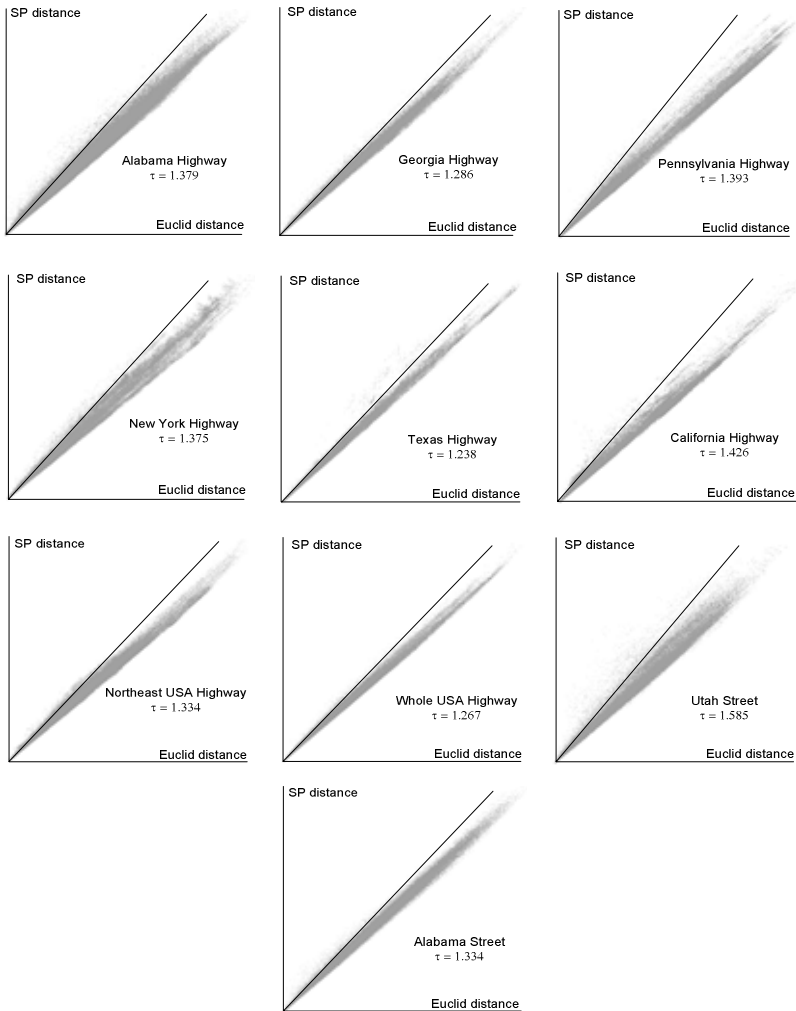 SP distance
Alabama Highway
τ = 1.379
Euclid distance
SP distance
Georgia Highway
τ = 1.286
Euclid distance
SP distance
Pennsylvania Highway
τ = 1.393
Euclid distance
SP distance
New York Highway
τ = 1.375
Euclid distance
SP distance
Texas Highway
τ = 1.238
Euclid distance
SP distance
California Highway
τ = 1.426
Euclid distance
SP distance
Northeast USA Highway
τ = 1.334
Euclid distance
SP distance
Whole USA Highway
τ = 1.267
Euclid distance
SP distance
Utah Street
τ = 1.585
Euclid distance
SP distance
Alabama Street
τ = 1.334
Euclid distance